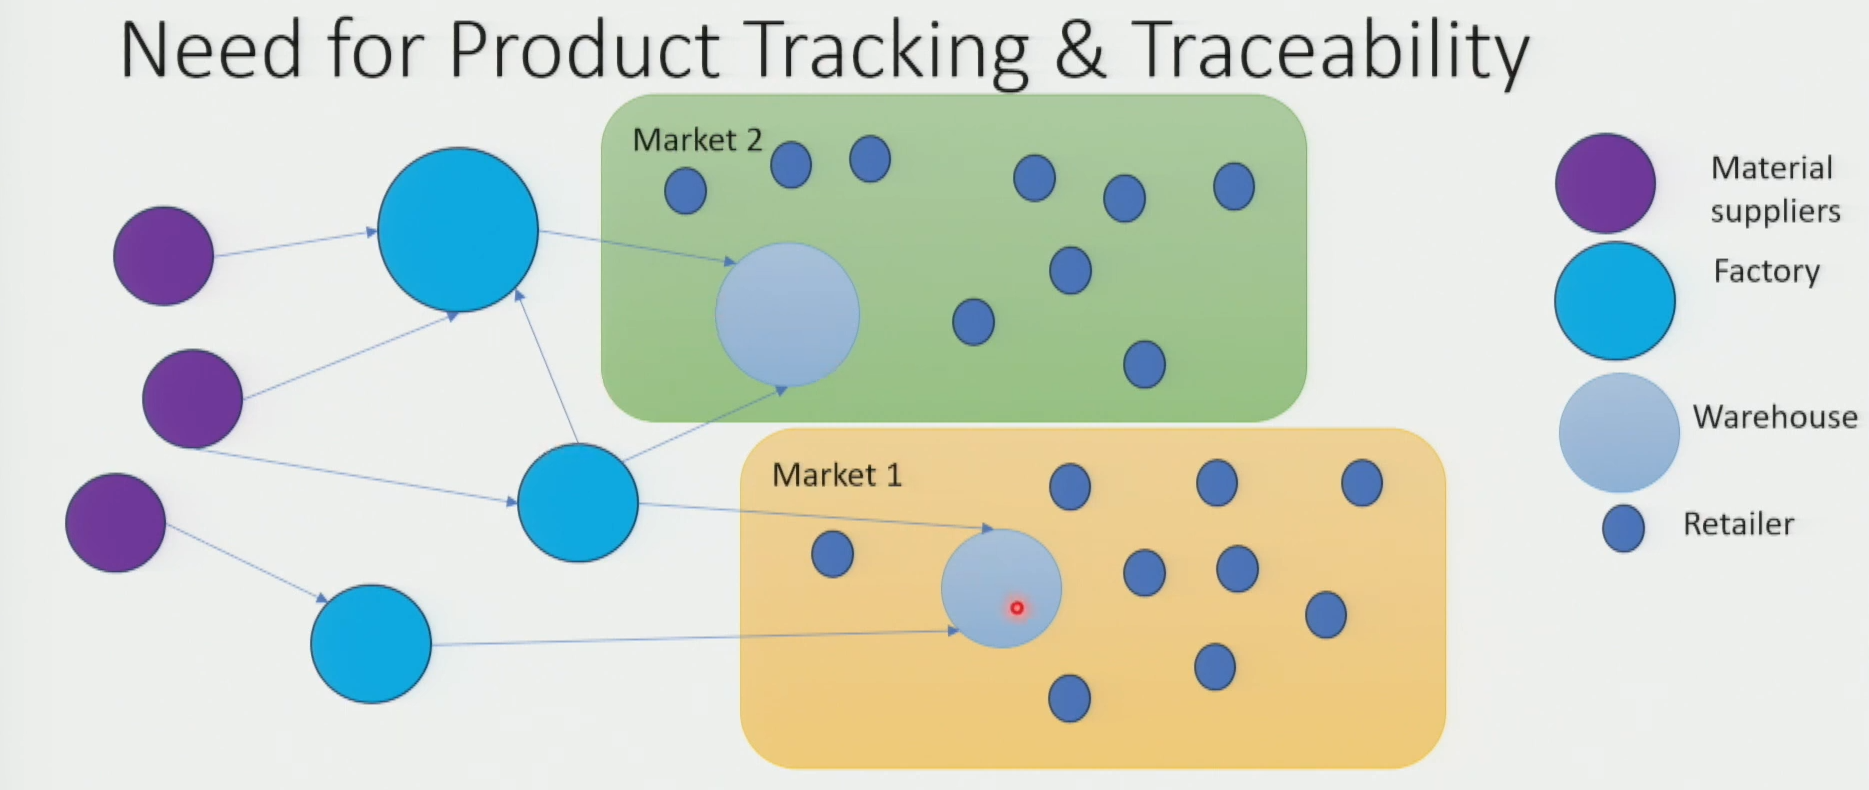 Need for Product Tracking & Traceability
Market 2
Market 1
Material
suppliers
Factory
Warehouse
Retailer